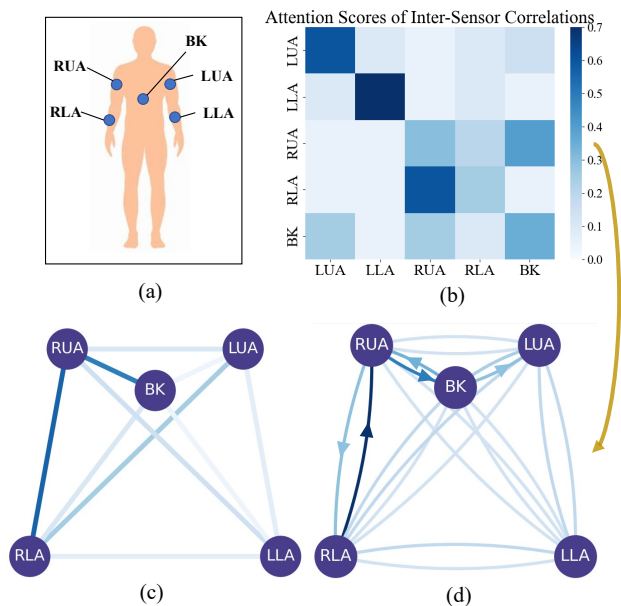 BK
RUA
LUA
RLA
LLA
(a)
Attention Scores of Inter-Sensor Correlations
LUA
LLA
RUA
RLA
BK
LUA LLA RUA RLA BK
0.7
0.6
0.5
0.4
0.3
0.2
0.1
0.0
(b)
RUA
LUA
BK
RLA
LLA
(c)
RUA
LUA
BK
RLA
LLA
(d)